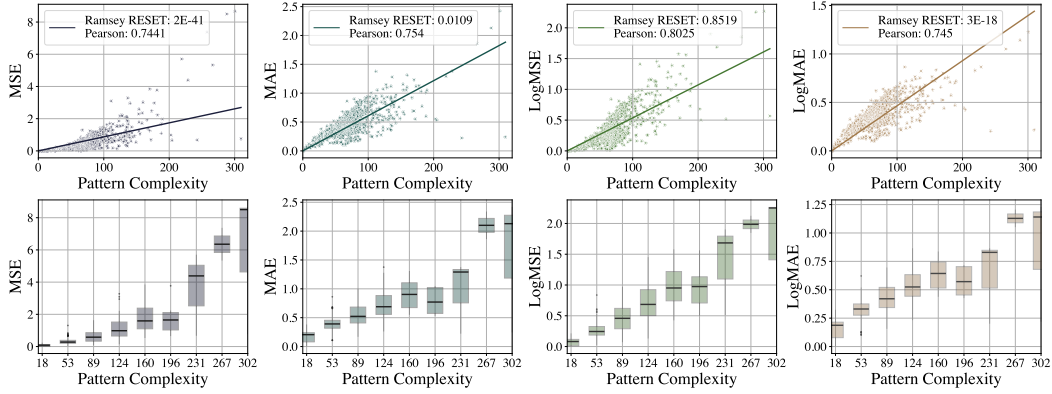 Ramsey RESET: 2E-41
Pearson: 0.7441
MSE
8
6
4
2
0
0 100 200 300
Pattern Complexity
Ramsey RESET: 0.0109
Pearson: 0.754
MAE
2.5
2.0
1.5
1.0
0.5
0.0
0 100 200 300
Pattern Complexity
Ramsey RESET: 0.8519
Pearson: 0.8025
LogMSE
2.0
1.5
1.0
0.5
0.0
0 100 200 300
Pattern Complexity
Ramsey RESET: 3E-18
Pearson: 0.745
LogMAE
1.5
1.0
0.5
0.0
0 100 200 300
Pattern Complexity
MSE
8
6
4
2
0
18 53 89 124 160 196 231 267 302
Pattern Complexity
MAE
2.5
2.0
1.5
1.0
0.5
0.0
18 53 89 124 160 196 231 267 302
Pattern Complexity
LogMSE
2.0
1.5
1.0
0.5
0.0
18 53 89 124 160 196 231 267 302
Pattern Complexity
LogMAE
1.25
1.00
0.75
0.50
0.25
0.00
18 53 89 124 160 196 231 267 302
Pattern Complexity